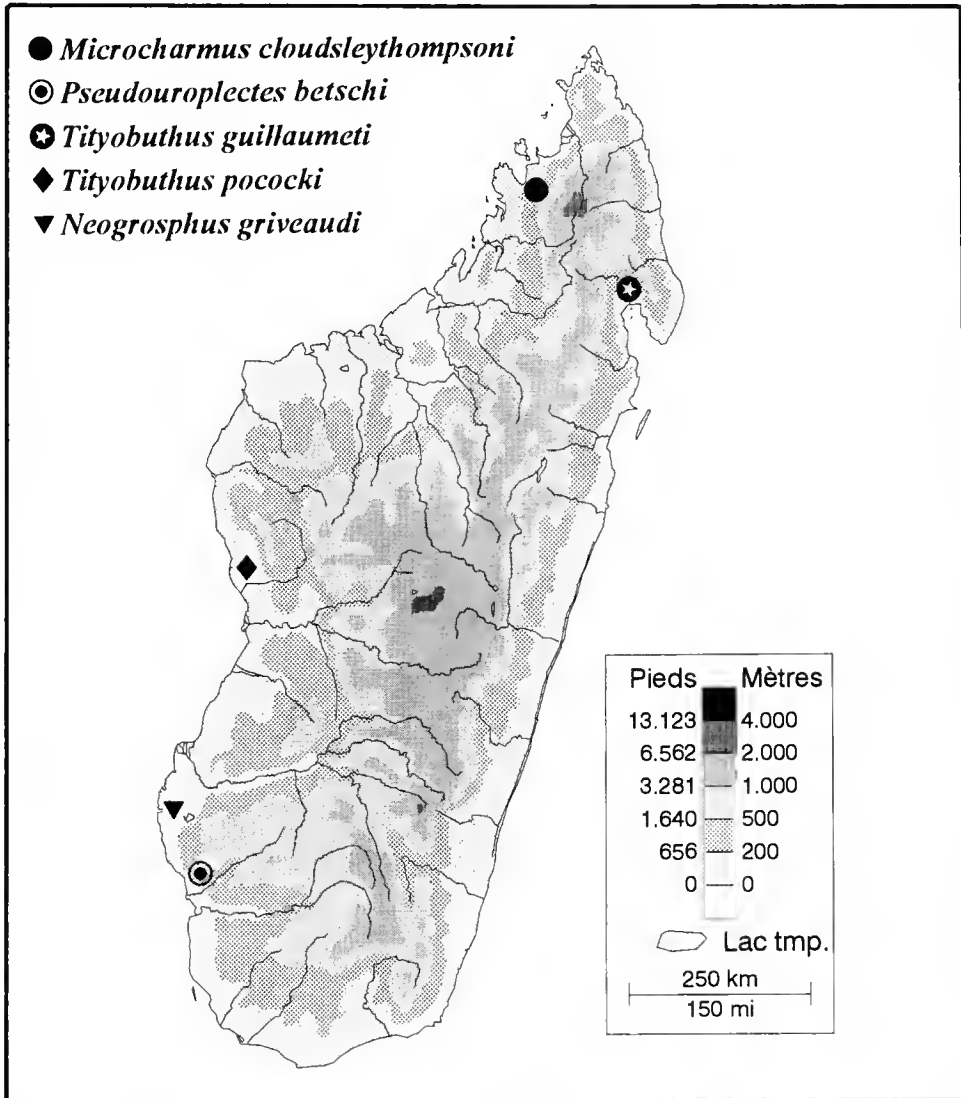 Microcharmus cloudsleythompsoni
Pseudouroplectes betschi
Tityobuthus guillaumeti
Tityobuthus pococki
Neogrosphus griveaudi
Pieds Mètres
13.123 4.000
6.562 2.000
3.281 1.000
1.640 500
656 200
0 0
Lac tmp.
250 km
150 mi